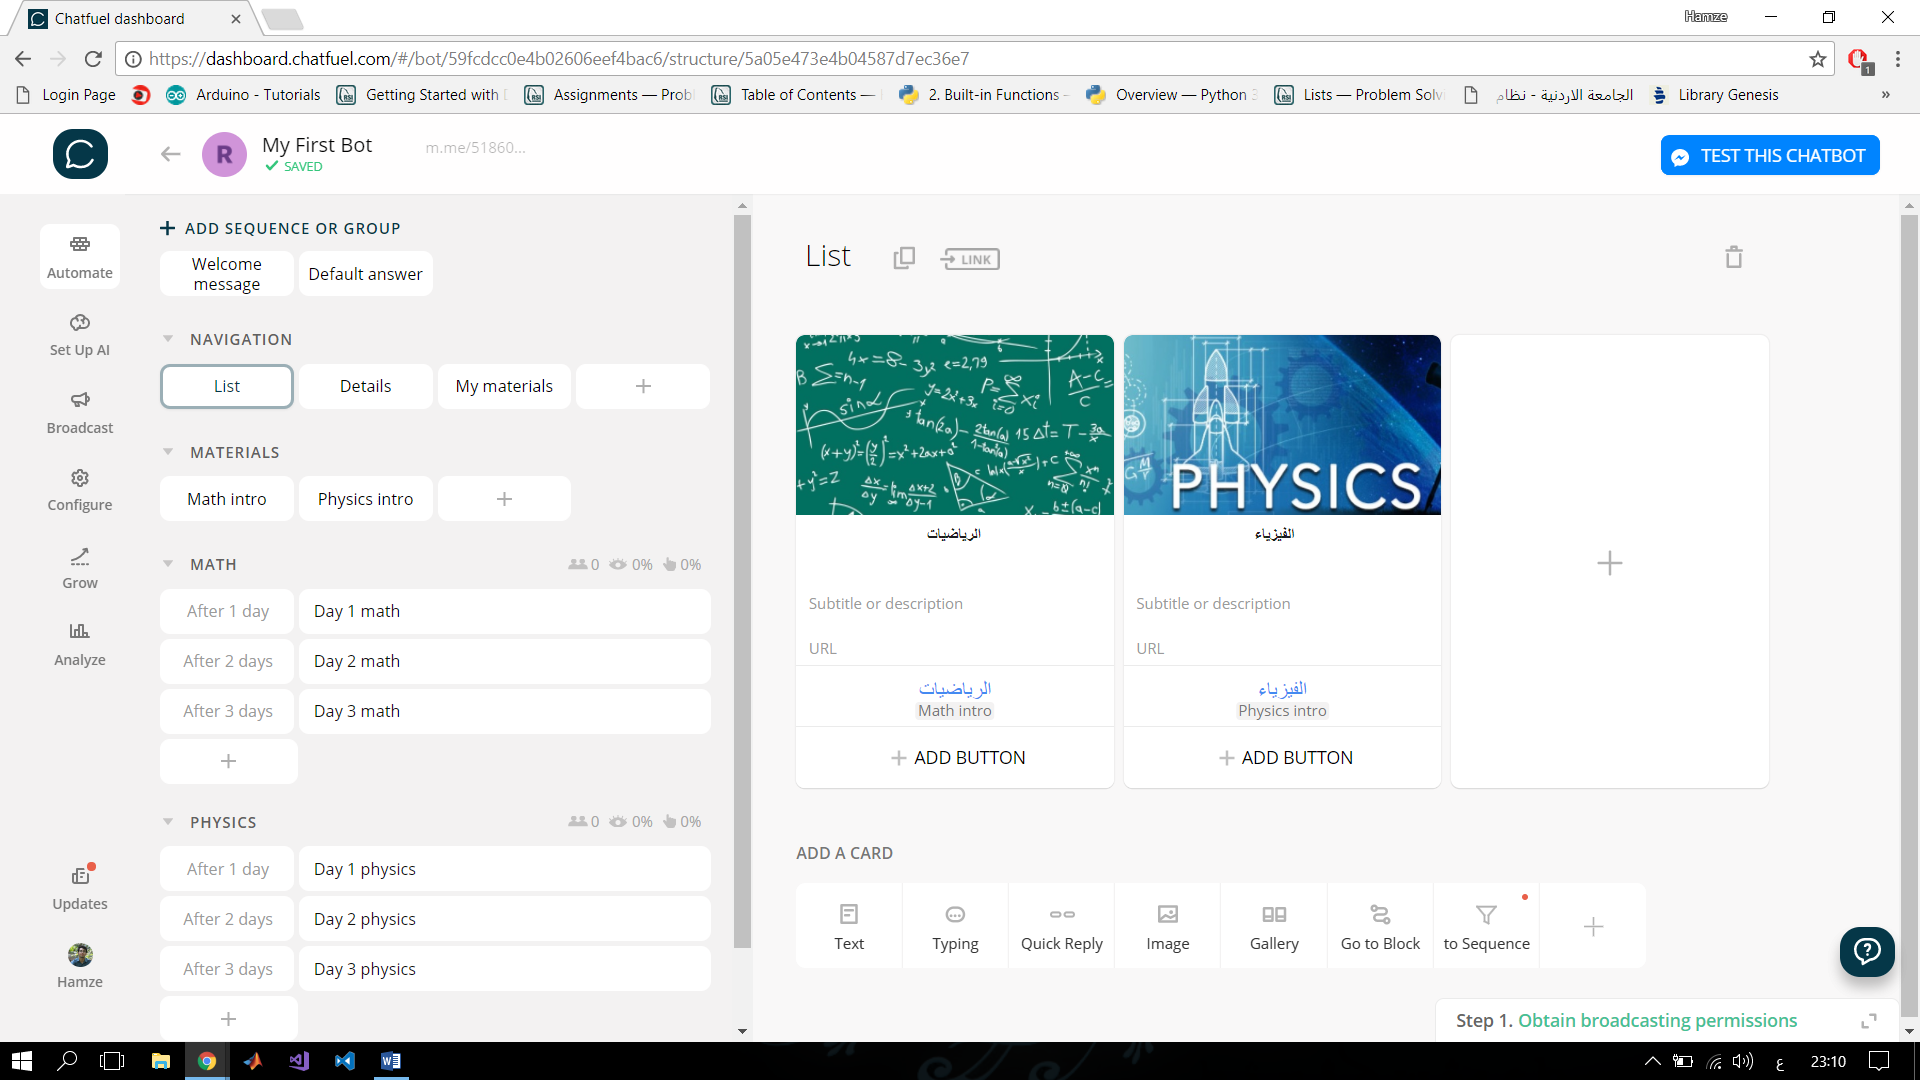 Chatfuel dashboard
Hamze
https://dashboard.chatfuel.com/#/bot/59fcdcc0e4b02606eef4bac6/structure/5a05e473e4b04587d7ec36e7
1
Login Page
Arduino - Tutorials
Getting Started with
Assignments — Prob
Table of Contents —
2. Built-in Functions -
Overview — Python 3
Lists — Problem Solv
الجامعة الاردنية - نظام
Library Genesis
»
My First Bot
SAVED
m.me/51860...
TEST THIS CHATBOT
R
Automate
Set Up AI
Broadcast
Configure
Grow
Analyze
Updates
Hamze
ADD SEQUENCE OR GROUP
Welcome message
Default answer
NAVIGATION
List
Details
My materials
MATERIALS
Math intro
Physics intro
MATH
0 0% 0%
After 1 day
Day 1 math
After 2 days
Day 2 math
After 3 days
Day 3 math
PHYSICS
0 0% 0%
After 1 day
Day 1 physics
After 2 days
Day 2 physics
After 3 days
Day 3 physics
List
LINK
PHYSICS
الرياضيات
Subtitle or description
URL
الرياضيات
Math intro
ADD BUTTON
الفيزياء
Subtitle or description
URL
الفيزياء
Physics intro
ADD BUTTON
ADD A CARD
Text
Typing
Quick Reply
Image
Gallery
Go to Block
to Sequence
Step 1. Obtain broadcasting permissions
ع
23:10